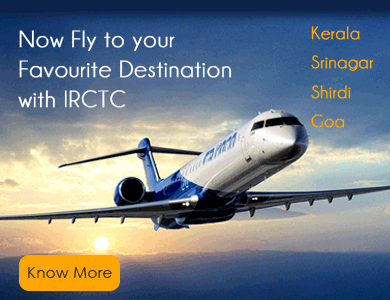 Now Fly to your
Favourite Destination
with IRCTC
Kerala
Srinagar
Shirdi
Goa
Know More